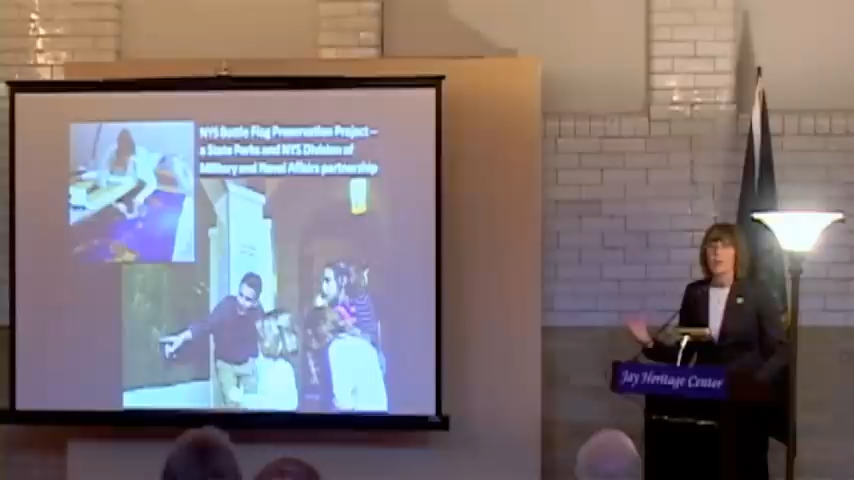 NYS Battle Flag Preservation Project –
a State Parks and NYS Division of
Military and Naval Affairs partnership
Jay Heritage Center